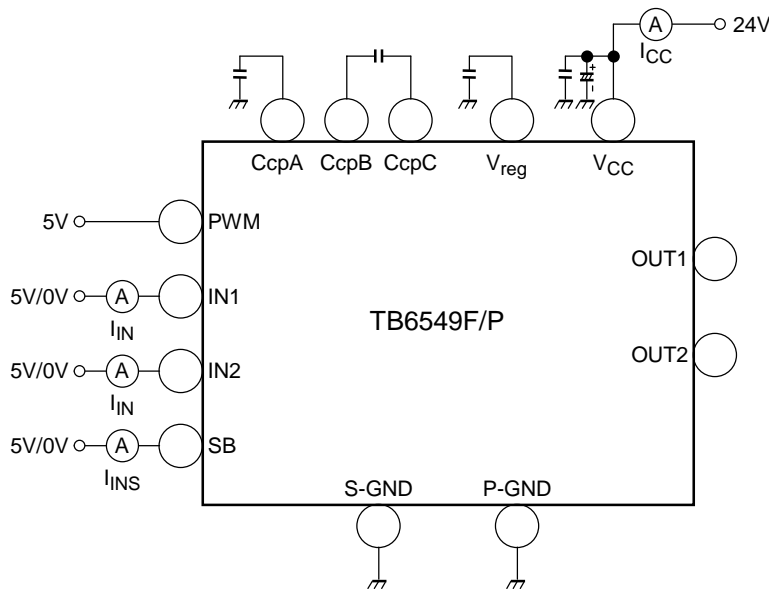 A 24V
ICC
+
-
CcpA CcpB CcpC Vreg VCC
5V PWM
OUT1
5V/0V A IN1
IIN
TB6549F/P
OUT2
5V/0V A IN2
IIN
5V/0V A SB
IINS
S-GND P-GND